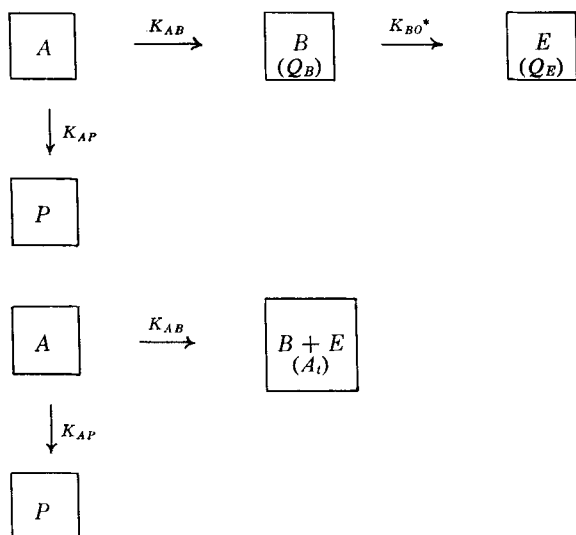 A
K_AB
B
(Q_B)
K_BO*
E
(Q_E)
K_AP
P
A
K_AB
B + E
(A_t)
K_AP
P